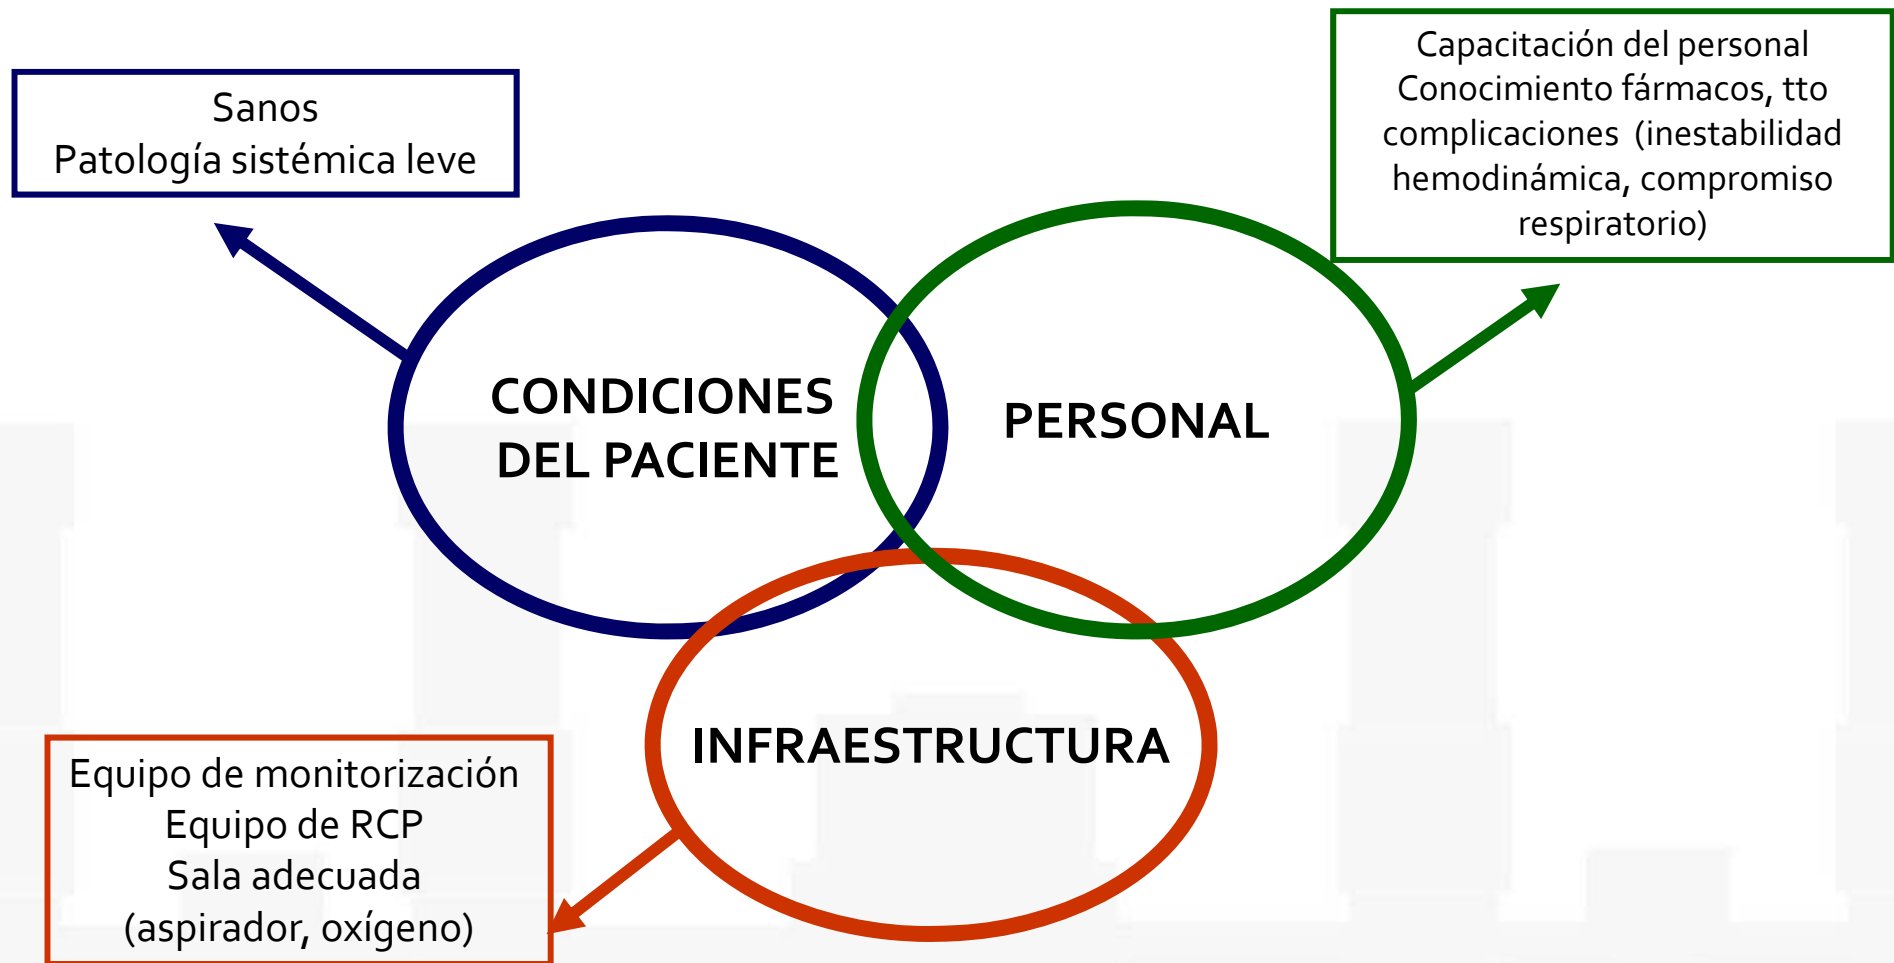 Capacitación del personal
Conocimiento fármacos, tto
complicaciones (inestabilidad
hemodinámica, compromiso
respiratorio)
Sanos
Patología sistémica leve
CONDICIONES
DEL PACIENTE
PERSONAL
INFRAESTRUCTURA
Equipo de monitorización
Equipo de RCP
Sala adecuada
(aspirador, oxígeno)